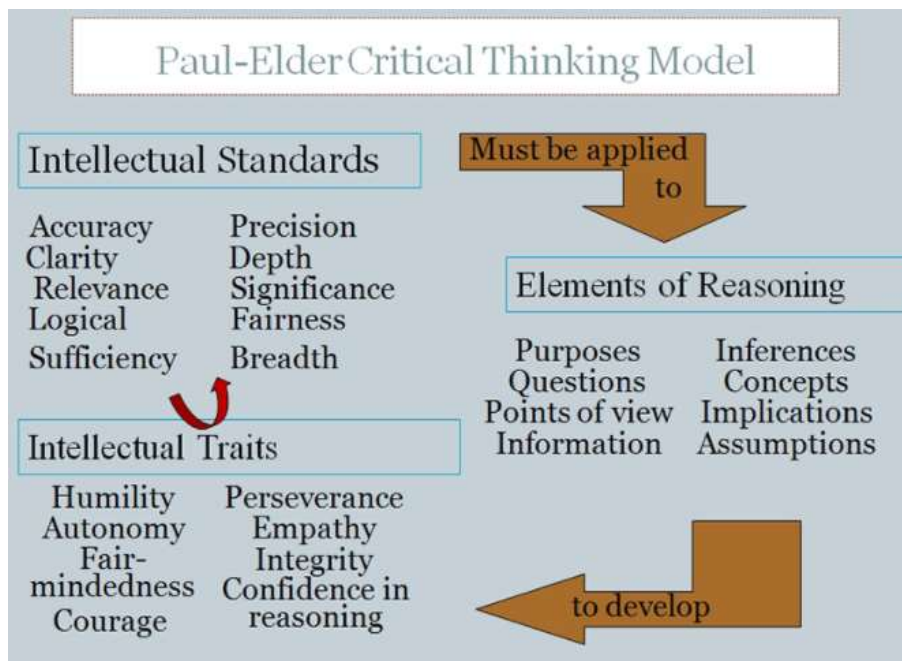 Paul-Elder Critical Thinking Model
Intellectual Standards
Accuracy
Clarity
Relevance
Logical
Sufficiency
Precision
Depth
Significance
Fairness
Breadth
Must be applied
to
Elements of Reasoning
Purposes
Questions
Points of view
Information
Inferences
Concepts
Implications
Assumptions
to develop
Intellectual Traits
Humility
Autonomy
Fair-
mindedness
Courage
Perseverance
Empathy
Integrity
Confidence in
reasoning